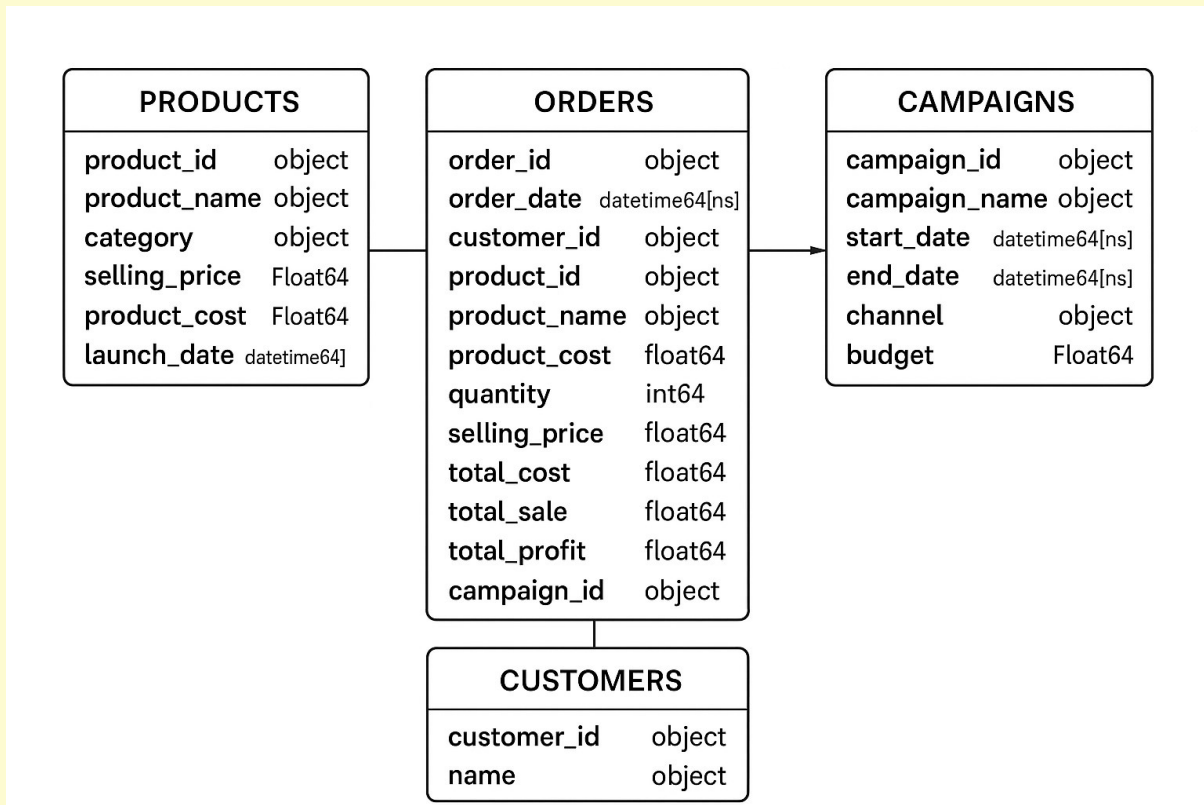 PRODUCTS
product_id object
product_name object
category object
selling_price Float64
product_cost Float64
launch_date datetime64]
ORDERS
order_id object
order_date datetime64[ns]
customer_id object
product_id object
product_name object
product_cost float64
quantity int64
selling_price float64
total_cost float64
total_sale float64
total_profit float64
campaign_id object
CAMPAIGNS
campaign_id object
campaign_name object
start_date datetime64[ns]
end_date datetime64[ns]
channel object
budget Float64
CUSTOMERS
customer_id object
name object